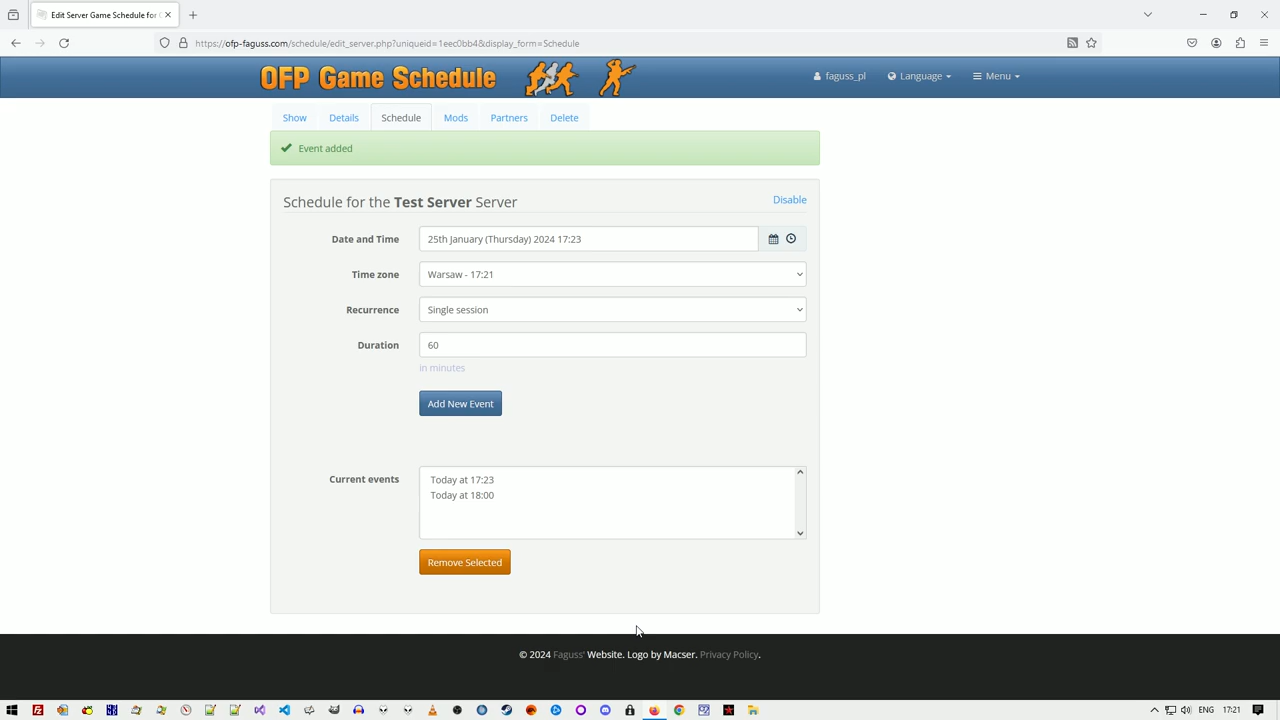 Edit Server Game Schedule for
https://ofp-faguss.com/schedule/edit_server.php?uniqueid=1eec0bb4&display_form=Schedule
OFP Game Schedule
faguss_pl
Language
Menu
Show
Details
Schedule
Mods
Partners
Delete
Event added
Schedule for the Test Server Server
Disable
Date and Time
25th January (Thursday) 2024 17:23
Time zone
Warsaw - 17:21
Recurrence
Single session
Duration
60
in minutes
Add New Event
Current events
Today at 17:23
Today at 18:00
Remove Selected
© 2024 Faguss' Website. Logo by Macser. Privacy Policy.
ENG
17:21